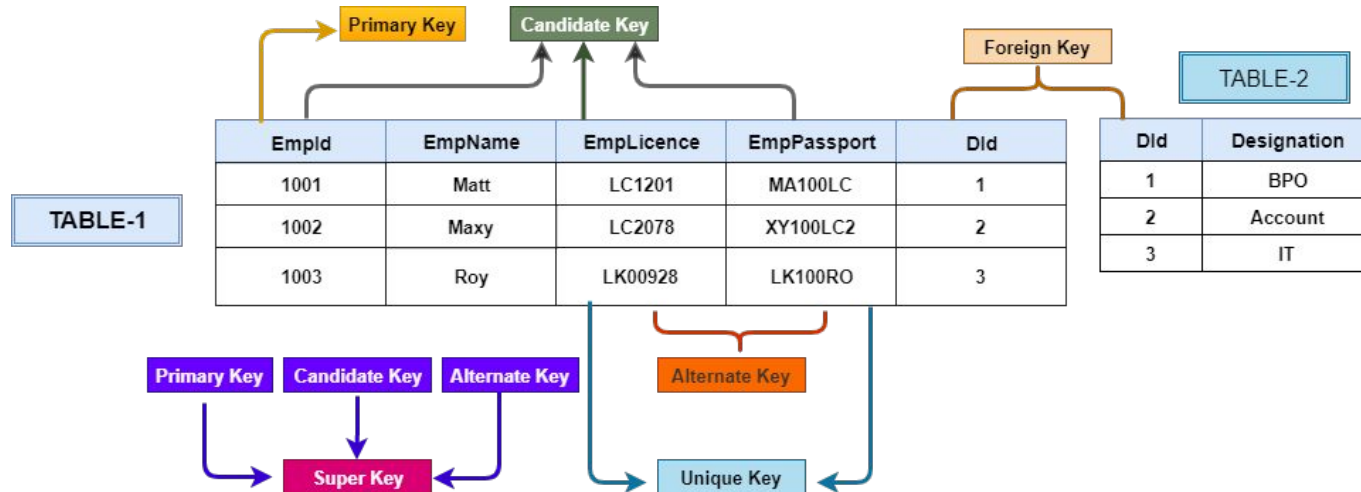 Primary Key
Candidate Key
Foreign Key
TABLE-2
EmpId EmpName EmpLicence EmpPassport DId
DId Designation
1001 Matt LC1201 MA100LC 1
1 BPO
TABLE-1
1002 Maxy LC2078 XY100LC2 2
2 Account
1003 Roy LK00928 LK100RO 3
3 IT
Primary Key
Candidate Key
Alternate Key
Alternate Key
Super Key
Unique Key